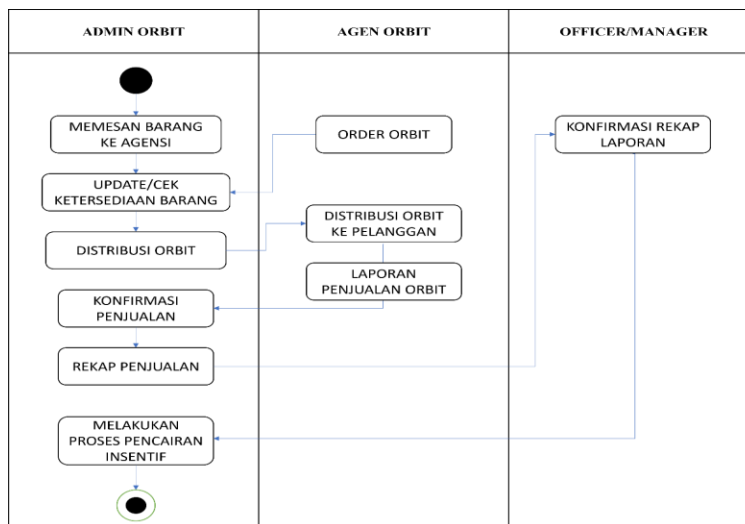 ADMIN ORBIT
AGEN ORBIT
OFFICER/MANAGER
MEMESAN BARANG
KE AGENSI
ORDER ORBIT
KONFIRMASI REKAP
LAPORAN
UPDATE/CEK
KETERSEDIAAN BARANG
DISTRIBUSI ORBIT
KE PELANGGAN
DISTRIBUSI ORBIT
LAPORAN
PENJUALAN ORBIT
KONFIRMASI
PENJUALAN
REKAP PENJUALAN
MELAKUKAN
PROSES PENCAIRAN
INSENTIF